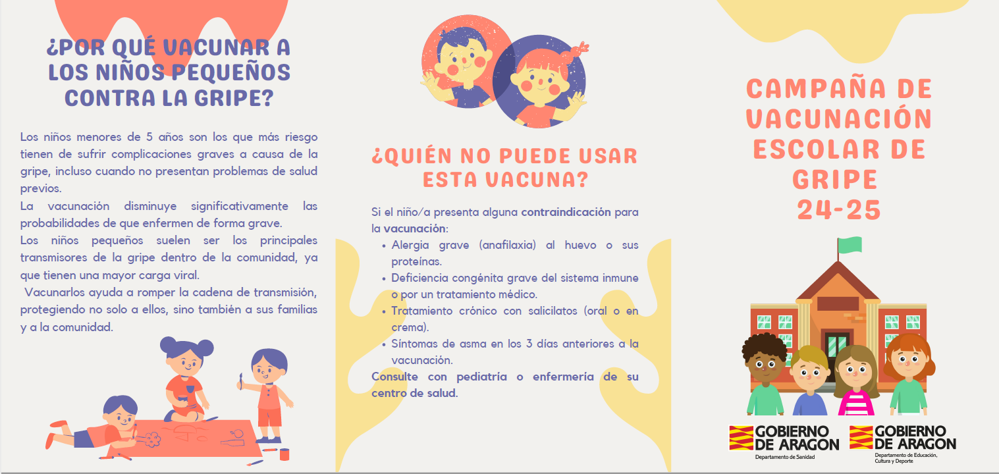 ¿POR QUÉ VACUNAR A
LOS NIÑOS PEQUEÑOS
CONTRA LA GRIPE?
Los niños menores de 5 años son los que más riesgo
tienen de sufrir complicaciones graves a causa de la
gripe, incluso cuando no presentan problemas de salud
previos.
La vacunación disminuye significativamente las
probabilidades de que enfermen de forma grave.
Los niños pequeños suelen ser los principales
transmisores de la gripe dentro de la comunidad, ya
que tienen una mayor carga viral.
Vacunarlos ayuda a romper la cadena de transmisión,
protegiendo no solo a ellos, sino también a sus familias
y a la comunidad.
¿QUIÉN NO PUEDE USAR
ESTA VACUNA?
Si el niño/a presenta alguna contraindicación para
la vacunación:
• Alergia grave (anafilaxia) al huevo o sus
proteínas.
• Deficiencia congénita grave del sistema inmune
o por un tratamiento médico.
• Tratamiento crónico con salicilatos (oral o en
crema).
• Síntomas de asma en los 3 días anteriores a la
vacunación.
Consulte con pediatría o enfermería de su
centro de salud.
CAMPAÑA DE
VACUNACIÓN
ESCOLAR DE
GRIPE
24-25
GOBIERNO
DE ARAGON
Departamento de Sanidad
GOBIERNO
DE ARAGON
Departamento de Educación,
Cultura y Deporte